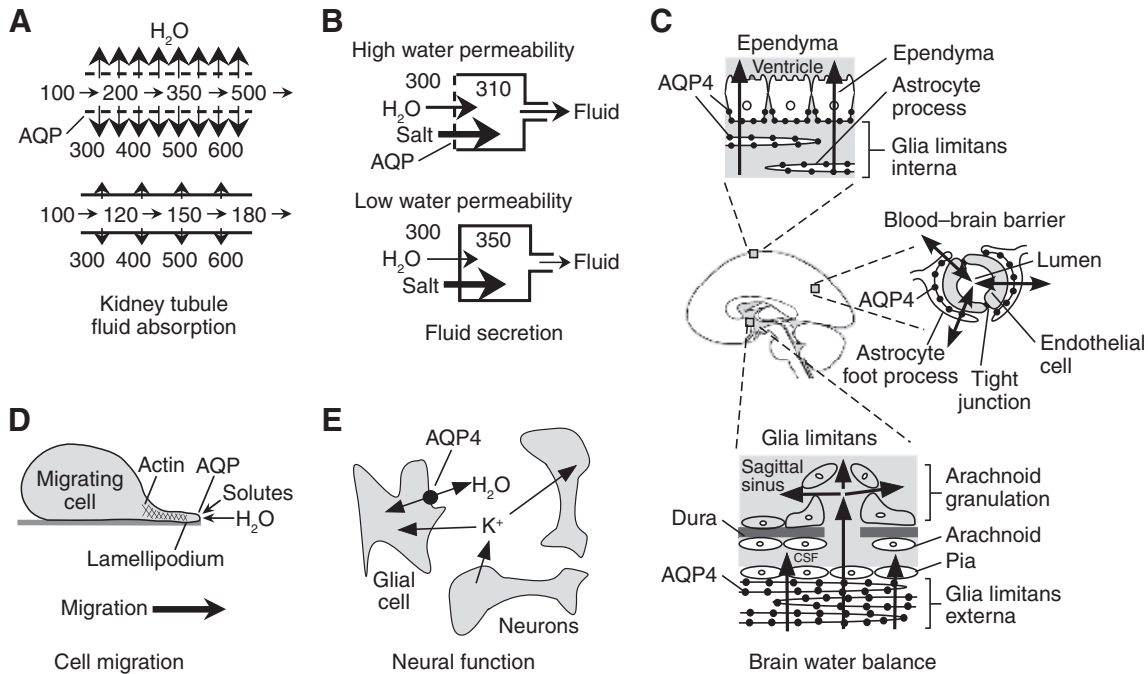 A
H2O
100 → 200 → 350 → 500 →
AQP
300 400 500 600
100 → 120 → 150 → 180 →
300 400 500 600
Kidney tubule
fluid absorption
B
High water permeability
300
310
H2O
Fluid
Salt
AQP
Low water permeability
300
350
H2O
Fluid
Salt
Fluid secretion
C
Ependyma
Ventricle
Ependyma
AQP4
Astrocyte
process
Glia limitans
interna
Blood–brain barrier
Lumen
AQP4
Endothelial
cell
Astrocyte
foot process
Tight
junction
Glia limitans
Sagittal
sinus
Arachnoid
granulation
Dura
Arachnoid
CSF
Pia
AQP4
Glia limitans
externa
Brain water balance
D
Migrating
cell
Actin
AQP
Solutes
H2O
Lamellipodium
Migration
Cell migration
E
AQP4
H2O
K+
Glial
cell
Neurons
Neural function